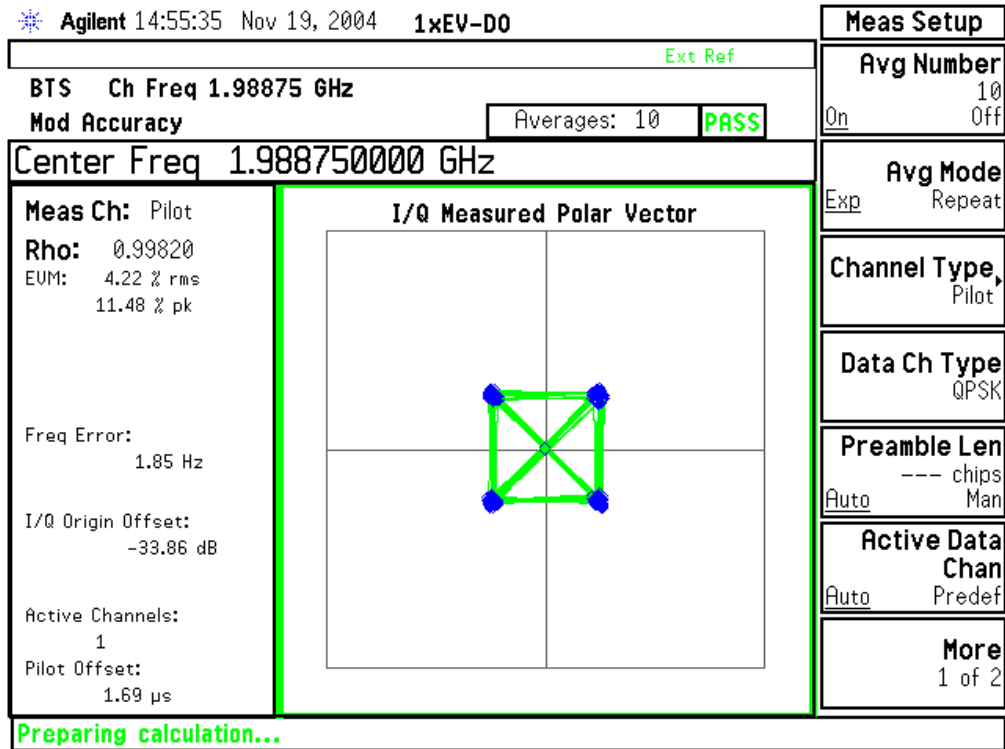 Agilent 14:55:35 Nov 19, 2004 1xEV-DO
Ext Ref
BTS Ch Freq 1.98875 GHz
Mod Accuracy
Averages: 10 PASS
Center Freq 1.988750000 GHz
Meas Ch: Pilot
Rho: 0.99820
EVM: 4.22 % rms
11.48 % pk
Freq Error:
1.85 Hz
I/Q Origin Offset:
-33.86 dB
Active Channels:
1
Pilot Offset:
1.69 µs
I/Q Measured Polar Vector
Preparing calculation...
Meas Setup
Avg Number
10
On Off
Avg Mode
Exp Repeat
Channel Type
Pilot
Data Ch Type
QPSK
Preamble Len
--- chips
Auto Man
Active Data
Chan
Auto Predef
More
1 of 2